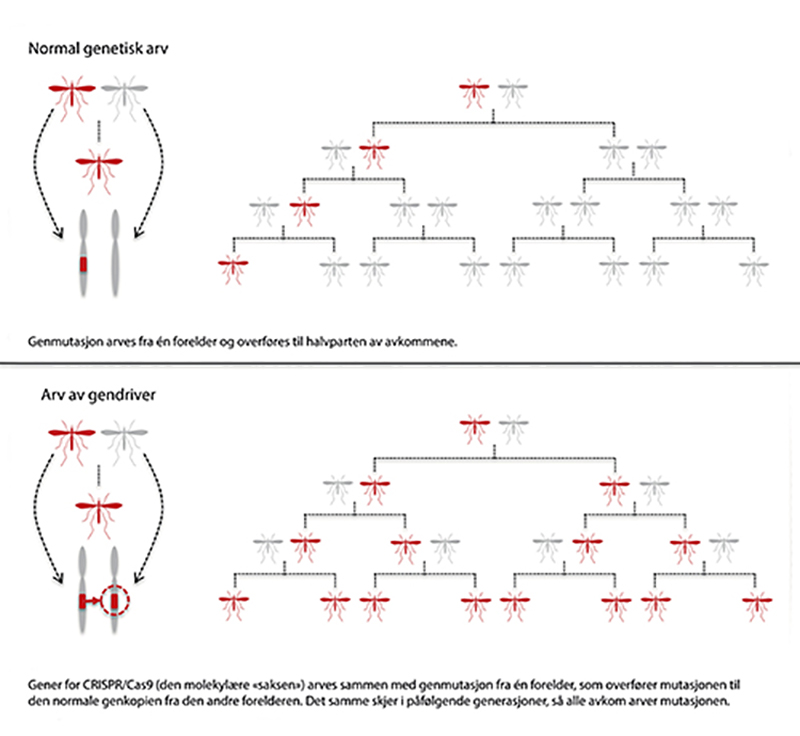 Normal genetisk arv
Genmutasjon arves fra én forelder og overføres til halvparten av avkommene.
Arv av gendriver
Gener for CRISPR/Cas9 (den molekylære «saksen») arves sammen med genmutasjon fra én forelder, som overfører mutasjonen til
den normale genkopien fra den andre forelderen. Det samme skjer i påfølgende generasjoner, så alle avkom arver mutasjonen.